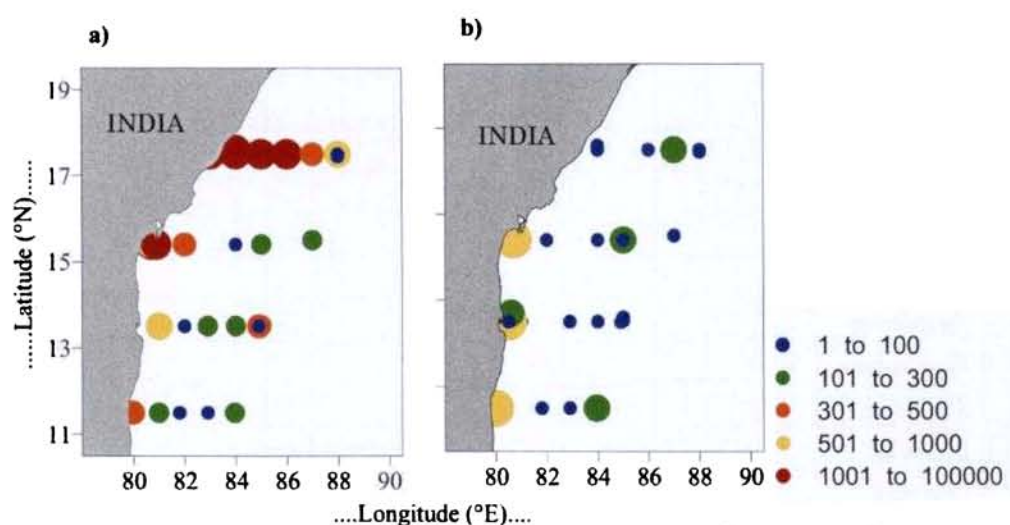 a)
b)
INDIA
INDIA
19
17
15
13
11
....Latitude (°N)......
80 82 84 86 88 90
80 82 84 86 88 90
....Longitude (°E)....
1 to 100
101 to 300
301 to 500
501 to 1000
1001 to 100000